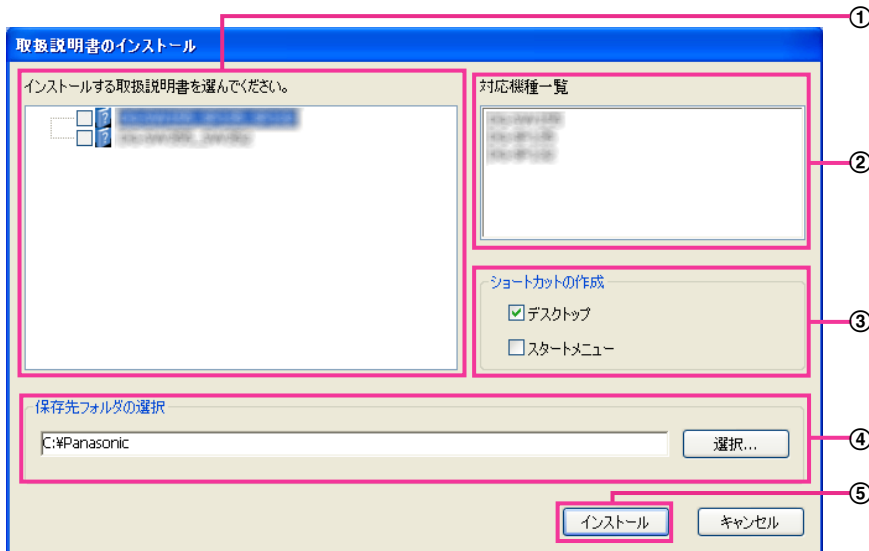 ①
取扱説明書のインストール
インストールする取扱説明書を選んでください。
対応機種一覧
②
ショートカットの作成
デスクトップ
スタートメニュー
③
保存先フォルダの選択
C:¥Panasonic
選択...
④
⑤
インストール
キャンセル